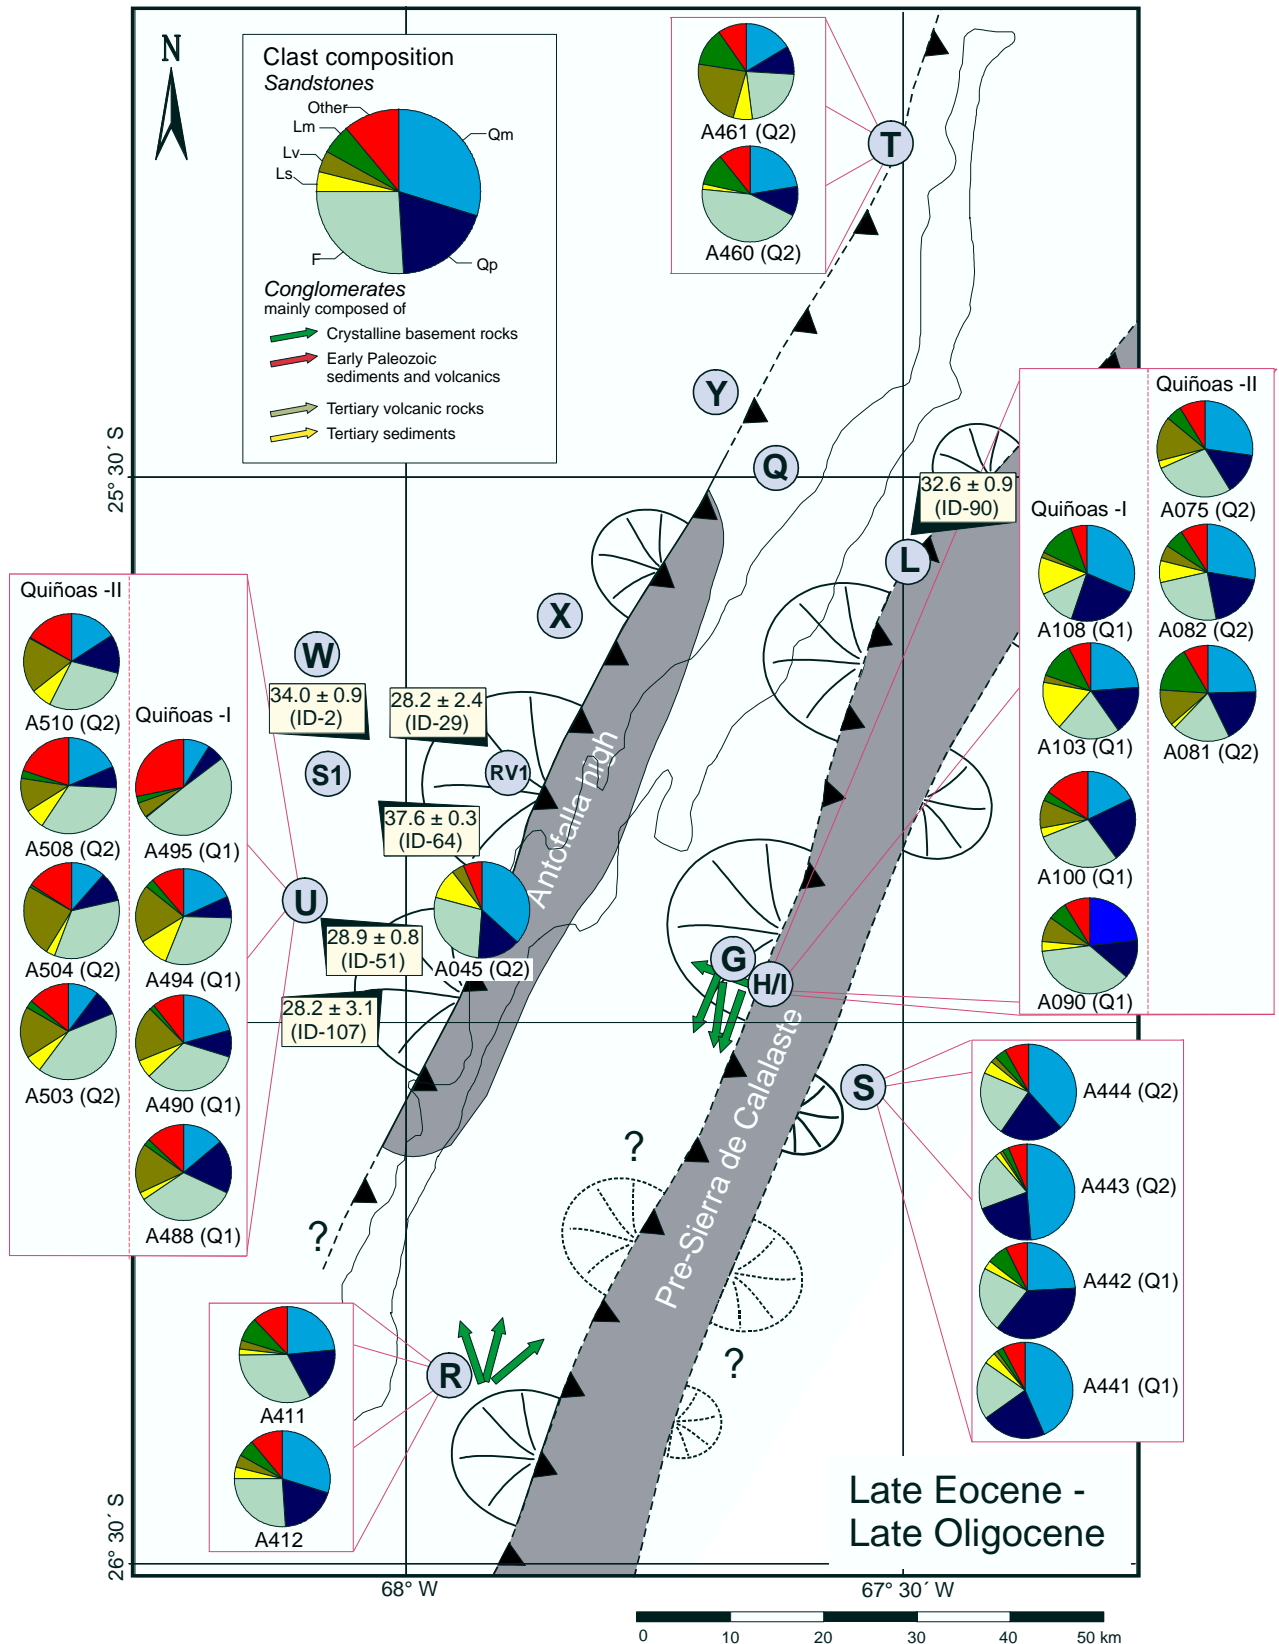 N
Clast composition
Sandstones
Other
Lm
Lv
Ls
F
Qm
Qp
Conglomerates
mainly composed of
Crystalline basement rocks
Early Paleozoic
sediments and volcanics
Tertiary volcanic rocks
Tertiary sediments
A461 (Q2)
A460 (Q2)
T
Y
Q
25° 30´ S
32.6 ± 0.9
(ID-90)
L
Quiñoas -II
A075 (Q2)
Quiñoas -I
A108 (Q1)
A082 (Q2)
A103 (Q1)
A081 (Q2)
A100 (Q1)
A090 (Q1)
Quiñoas -II
A510 (Q2)
Quiñoas -I
A508 (Q2)
A495 (Q1)
A504 (Q2)
A494 (Q1)
A503 (Q2)
A490 (Q1)
A488 (Q1)
X
W
34.0 ± 0.9
(ID-2)
28.2 ± 2.4
(ID-29)
S1
RV1
37.6 ± 0.3
(ID-64)
Antofalla high
U
28.9 ± 0.8
(ID-51)
A045 (Q2)
28.2 ± 3.1
(ID-107)
G
H/I
Pre-Sierra de Calalaste
S
A444 (Q2)
A443 (Q2)
A442 (Q1)
A441 (Q1)
?
?
?
R
A411
A412
Late Eocene -
Late Oligocene
26° 30´ S
68° W
67° 30´ W
0 10 20 30 40 50 km